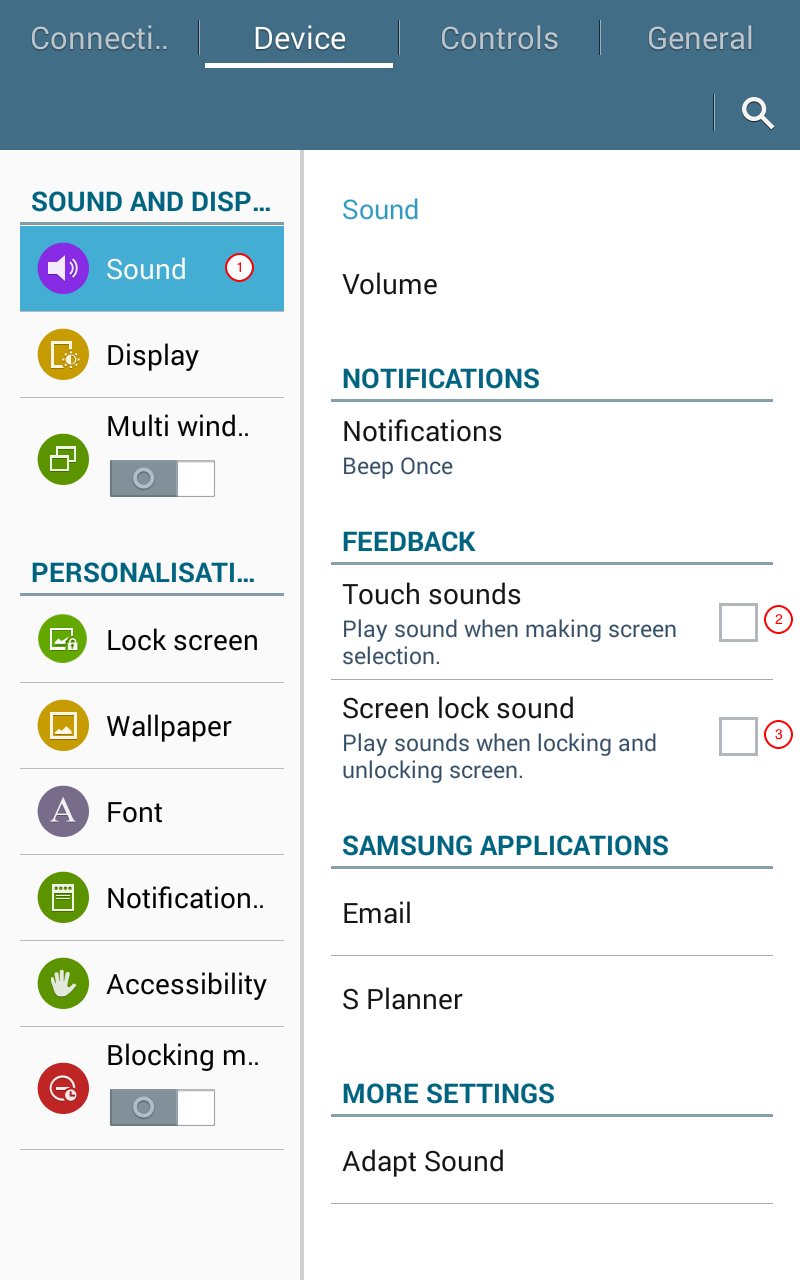 Connecti..
Device
Controls
General
SOUND AND DISP...
Sound
1
Display
Multi wind..
PERSONALISATI...
Lock screen
Wallpaper
Font
Notification..
Accessibility
Blocking m..
Sound
Volume
NOTIFICATIONS
Notifications
Beep Once
FEEDBACK
Touch sounds
Play sound when making screen
selection.
2
Screen lock sound
Play sounds when locking and
unlocking screen.
3
SAMSUNG APPLICATIONS
Email
S Planner
MORE SETTINGS
Adapt Sound